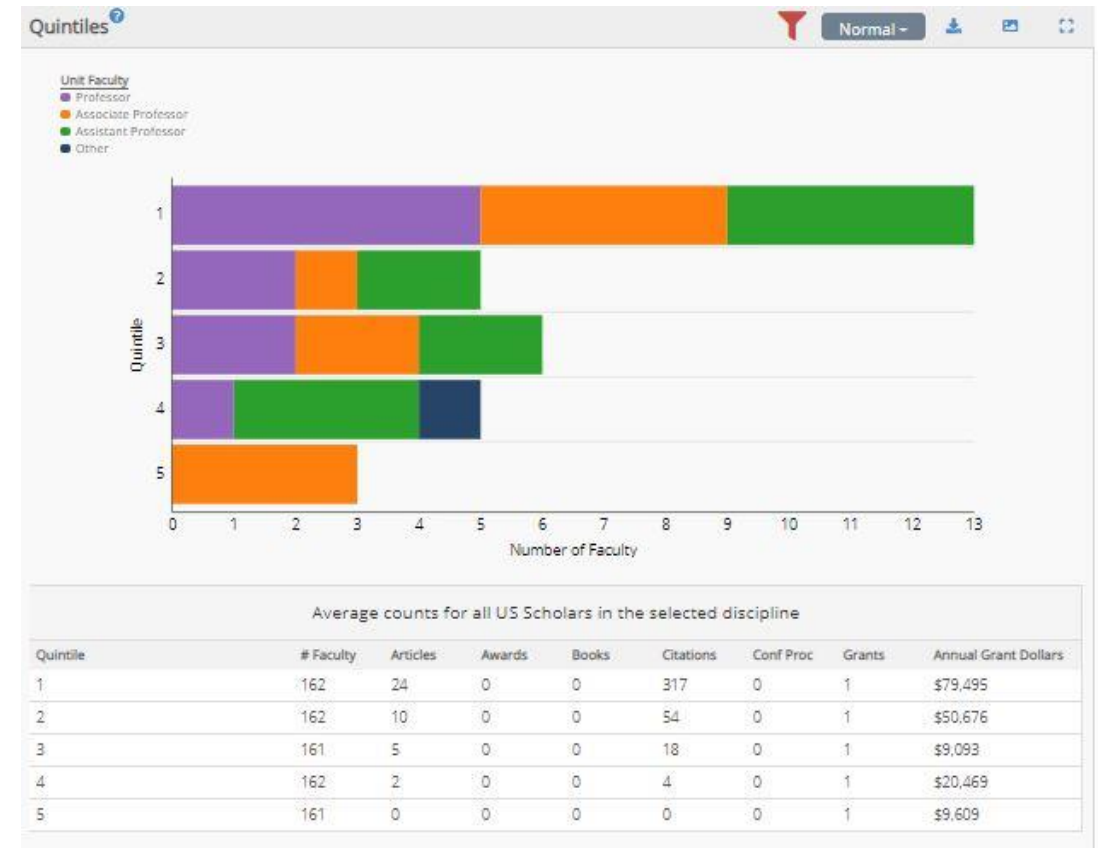 Quintiles?
Normal
Unit Faculty
Professor
Associate Professor
Assistant Professor
Other
1
2
3
4
5
Quintile
0 1 2 3 4 5 6 7 8 9 10 11 12 13
Number of Faculty
Average counts for all US Scholars in the selected discipline
Quintile # Faculty Articles Awards Books Citations Conf Proc Grants Annual Grant Dollars
1 162 24 0 0 317 0 1 $79,495
2 162 10 0 0 54 0 1 $50,676
3 161 5 0 0 18 0 1 $9,093
4 162 2 0 0 4 0 1 $20,469
5 161 0 0 0 0 0 1 $9,609